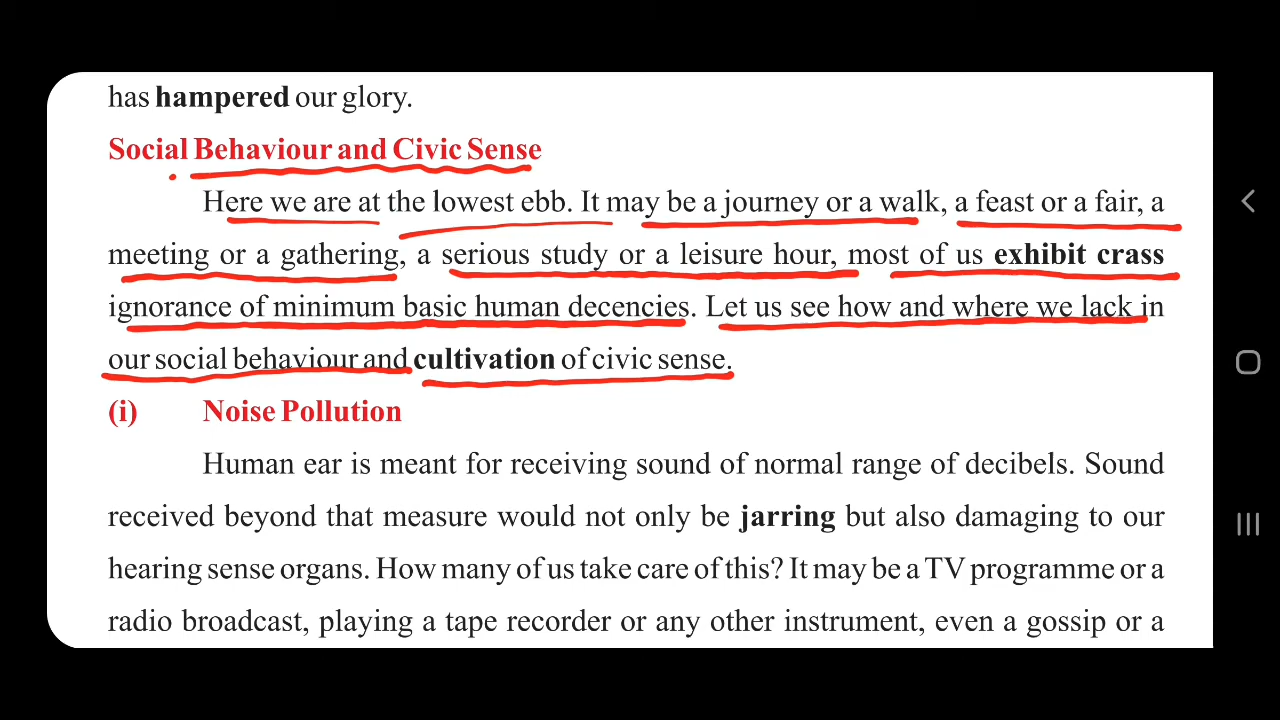 has hampered our glory.
Social Behaviour and Civic Sense
Here we are at the lowest ebb. It may be a journey or a walk, a feast or a fair, a
meeting or a gathering, a serious study or a leisure hour, most of us exhibit crass
ignorance of minimum basic human decencies. Let us see how and where we lack in
our social behaviour and cultivation of civic sense.
(i) Noise Pollution
Human ear is meant for receiving sound of normal range of decibels. Sound
received beyond that measure would not only be jarring but also damaging to our
hearing sense organs. How many of us take care of this? It may be a TV programme or a
radio broadcast, playing a tape recorder or any other instrument, even a gossip or a